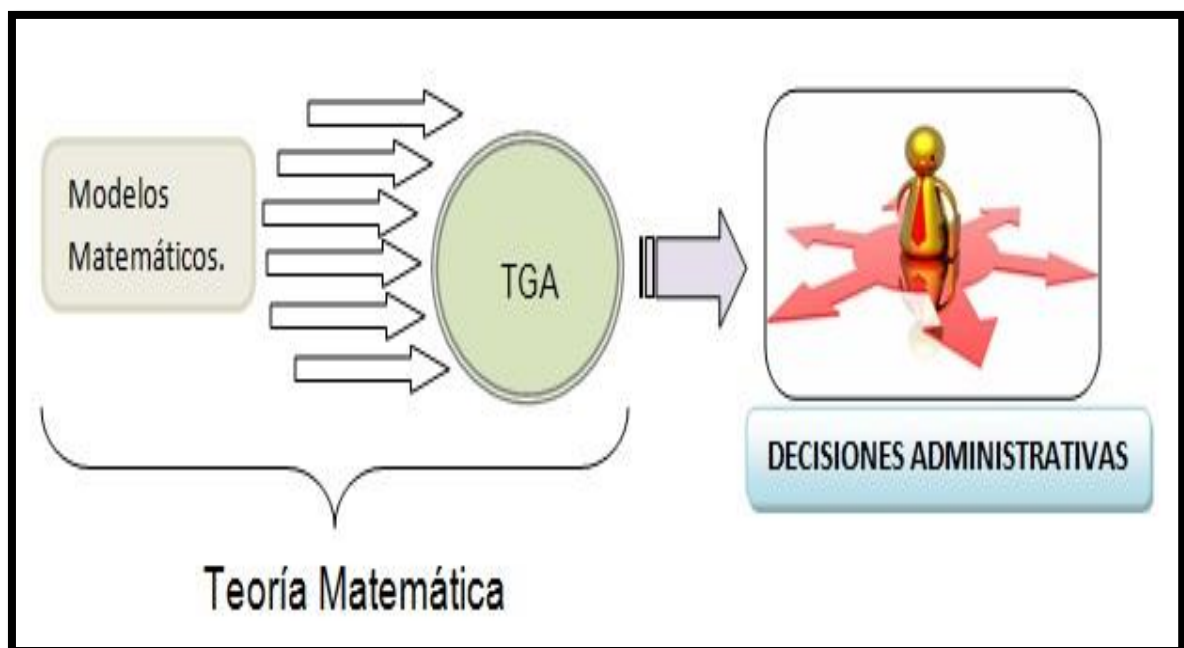 Modelos
Matemáticos.
TGA
DECISIONES ADMINISTRATIVAS
Teoría Matemática